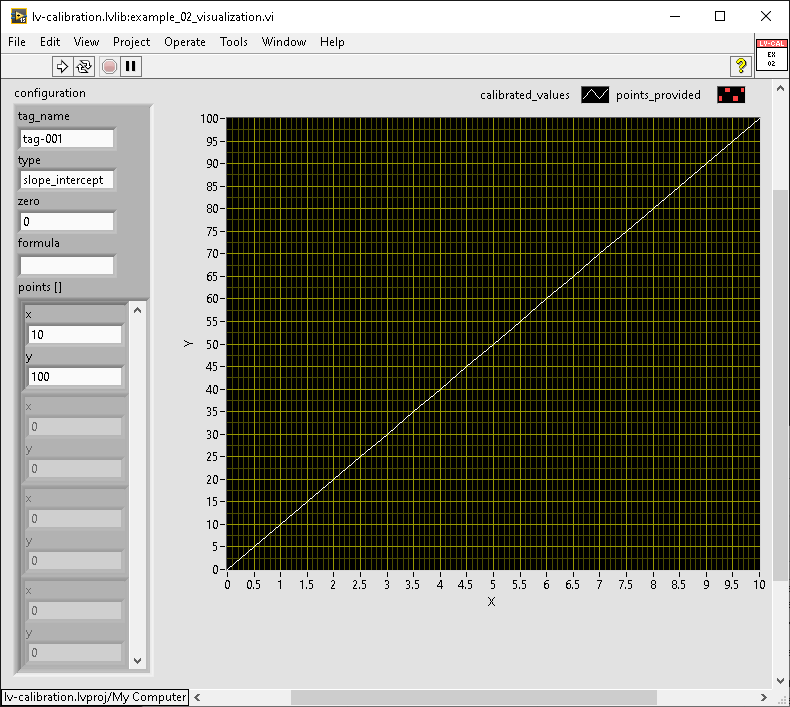 lv-calibration.lvlib:example_02_visualization.vi
File Edit View Project Operate Tools Window Help
LV-CAL
EX
02
?
configuration
tag_name
tag-001
type
slope_intercept
zero
0
formula
points []
x
10
y
100
x
0
y
0
x
0
y
0
x
0
y
0
calibrated_values points_provided
100
95
90
85
80
75
70
65
60
55
50
45
40
35
30
25
20
15
10
5
0
Y
0 0.5 1 1.5 2 2.5 3 3.5 4 4.5 5 5.5 6 6.5 7 7.5 8 8.5 9 9.5 10
X
lv-calibration.lvproj/My Computer